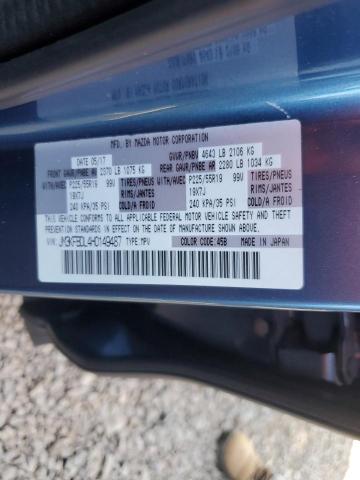 MFD. BY MAZDA MOTOR CORPORATION
DATE 05/17 GVWR/PNBV 4643 LB 2106 KG
FRONT GAWR/PNBE AV 2370 LB 1075 KG REAR GAWR/PNBE AR 2280 LB 1034 KG
WITH/AVEC P225/55R19 99V TIRES/PNEUS WITH/AVEC P225/55R19 99V TIRES/PNEUS
19X7J RIMS/JANTES 19X7J RIMS/JANTES
240 KPA/35 PSI COLD/A FROID 240 KPA/35 PSI COLD/A FROID
THIS VEHICLE CONFORMS TO ALL APPLICABLE FEDERAL MOTOR VEHICLE SAFETY
BUMPER, AND THEFT PREVENTION STANDARDS IN EFFECT ON THE
DATE OF MANUFACTURE SHOWN ABOVE.
VIN: JM3KFBDL4H0149487 TYPE: MPV COLOR: 45B MADE IN JAPAN